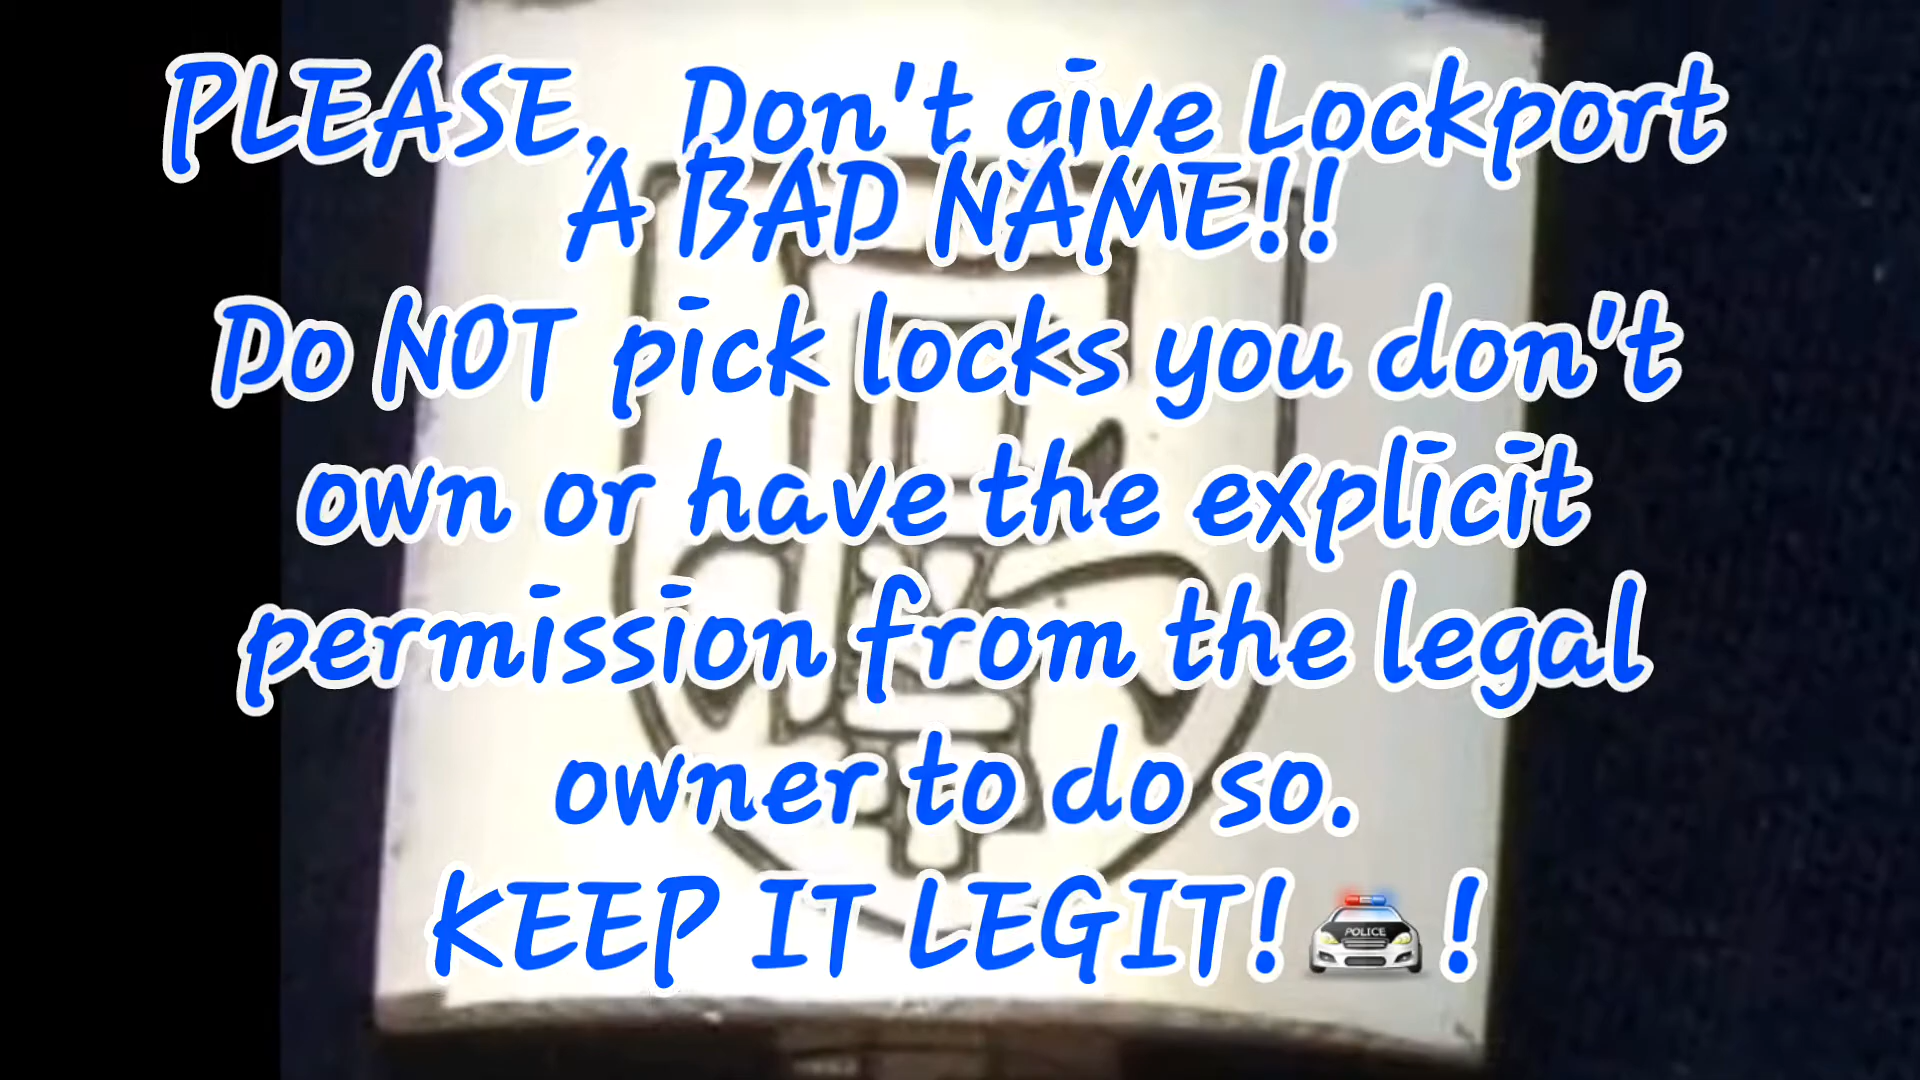 PLEASE, Don't give Lockport
A BAD NAME!!
Do NOT pick locks you don't
own or have the explicit
permission from the legal
owner to do so.
KEEP IT LEGIT!🚔!
POLICE